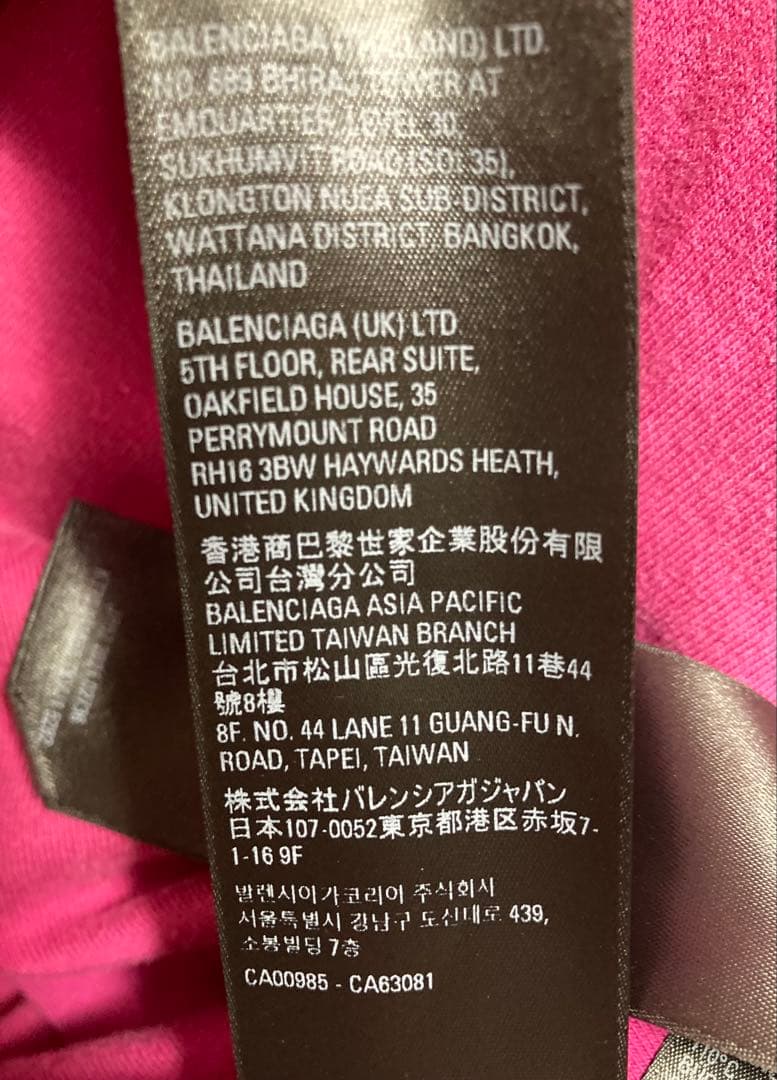 BALENCIAGA (THAILAND) LTD.
NO. 689 BHIRAJ TOWER AT
EMQUARTIER, LEVEL 30,
SUKHUMVIT ROAD (SOI 35),
KLONGTON NUEA SUB-DISTRICT,
WATTANA DISTRICT, BANGKOK,
THAILAND
BALENCIAGA (UK) LTD.
5TH FLOOR, REAR SUITE,
OAKFIELD HOUSE, 35
PERRYMOUNT ROAD
RH16 3BW HAYWARDS HEATH,
UNITED KINGDOM
香港商巴黎世家企業股份有限
公司台灣分公司
BALENCIAGA ASIA PACIFIC
LIMITED TAIWAN BRANCH
台北市松山區光復北路11巷44
號8樓
8F. NO. 44 LANE 11 GUANG-FU N.
ROAD, TAPEI, TAIWAN
株式会社バレンシアガジャパン
日本107-0052東京都港区赤坂7-
1-16 9F
발렌시아가코리아 주식회사
서울특별시 강남구 도산대로 439,
소봉빌딩 7층
CA00985 - CA63081